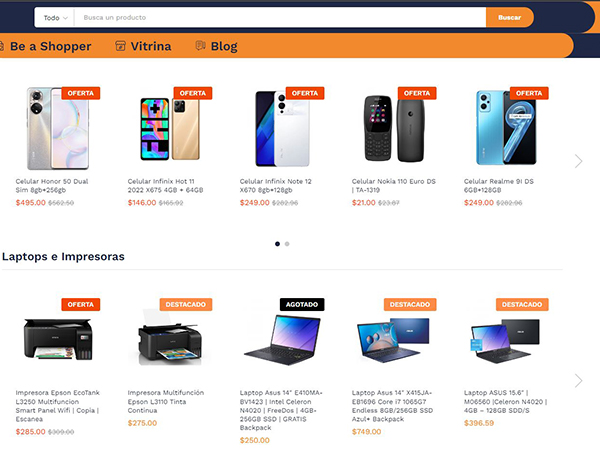 Todo Busca un producto Buscar
Be a Shopper Vitrina Blog
OFERTA OFERTA OFERTA OFERTA OFERTA
Celular Honor 50 Dual
Sim 8gb+256gb
$495.00 $562.50
Celular Infinix Hot 11
2022 X675 4GB + 64GB
$146.00 $165.92
Celular Infinix Note 12
X670 8gb+128gb
$249.00 $282.96
Celular Nokia 110 Euro DS
| TA-1319
$21.00 $23.87
Celular Realme 9I DS
6GB+128GB
$249.00 $282.96
Laptops e Impresoras
OFERTA DESTACADO AGOTADO DESTACADO DESTACADO
Impresora Epson EcoTank
L3250 Multifuncion
Smart Panel Wifi | Copia |
Escanea
$285.00 $309.00
Impresora Multifunción
Epson L3110 Tinta
Continua
$275.00
Laptop Asus 14" E410MA-
BV1423 | Intel Celeron
N4020 | FreeDos | 4GB-
256GB SSD | GRATIS
Backpack
$250.00
Laptop Asus 14" X415JA-
EB1696 Core i7 1065G7
Endless 8GB/256GB SSD
Azul+ Backpack
$749.00
Laptop ASUS 15.6" |
MO6560 |Celeron N4020 |
4GB – 128GB SDD/S
$396.59